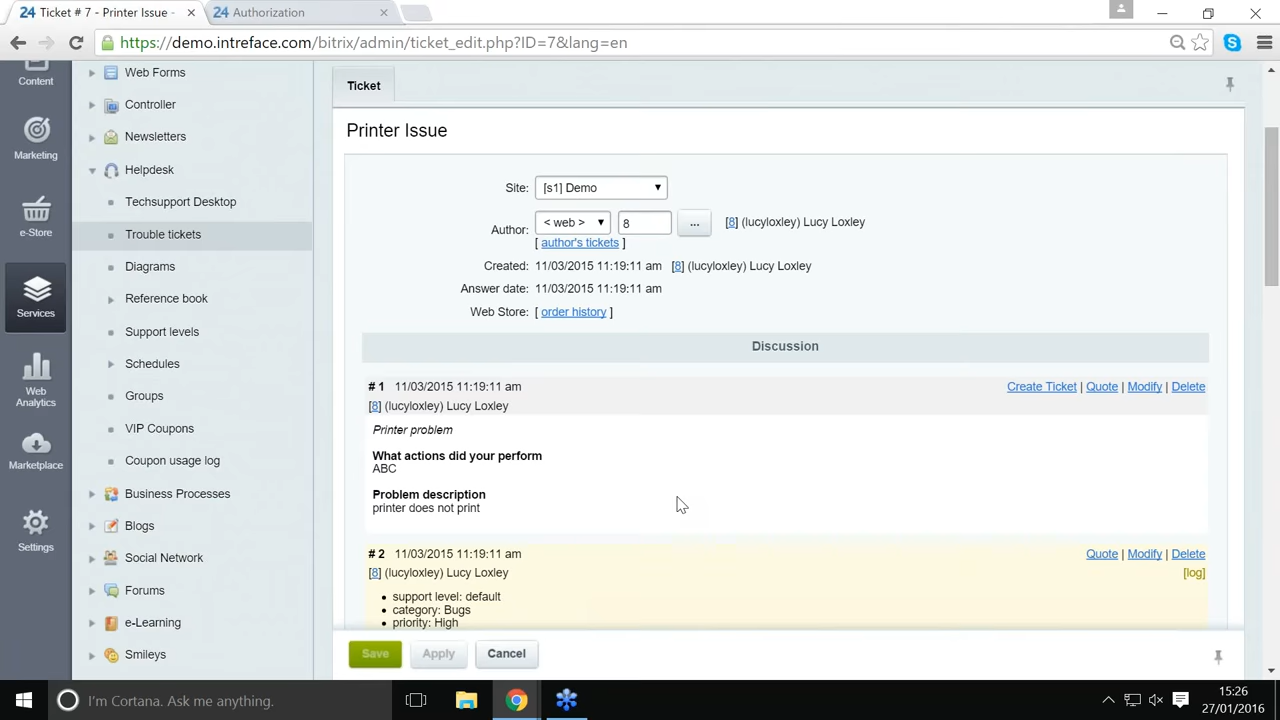 24 Ticket # 7 - Printer Issue -
24 Authorization
https://demo.intreface.com/bitrix/admin/ticket_edit.php?ID=7&lang=en
Content
Marketing
e-Store
Services
Web
Analytics
Marketplace
Settings
Web Forms
Controller
Newsletters
Helpdesk
Techsupport Desktop
Trouble tickets
Diagrams
Reference book
Support levels
Schedules
Groups
VIP Coupons
Coupon usage log
Business Processes
Blogs
Social Network
Forums
e-Learning
Smileys
Ticket
Printer Issue
Site: [s1] Demo
Author: < web > 8 ... [8] (lucyloxley) Lucy Loxley
[ author's tickets ]
Created: 11/03/2015 11:19:11 am [8] (lucyloxley) Lucy Loxley
Answer date: 11/03/2015 11:19:11 am
Web Store: [ order history ]
Discussion
# 1 11/03/2015 11:19:11 am Create Ticket | Quote | Modify | Delete
[8] (lucyloxley) Lucy Loxley
Printer problem
What actions did your perform
ABC
Problem description
printer does not print
# 2 11/03/2015 11:19:11 am Quote | Modify | Delete
[8] (lucyloxley) Lucy Loxley [log]
support level: default
category: Bugs
priority: High
Save Apply Cancel
I'm Cortana. Ask me anything.
15:26
27/01/2016